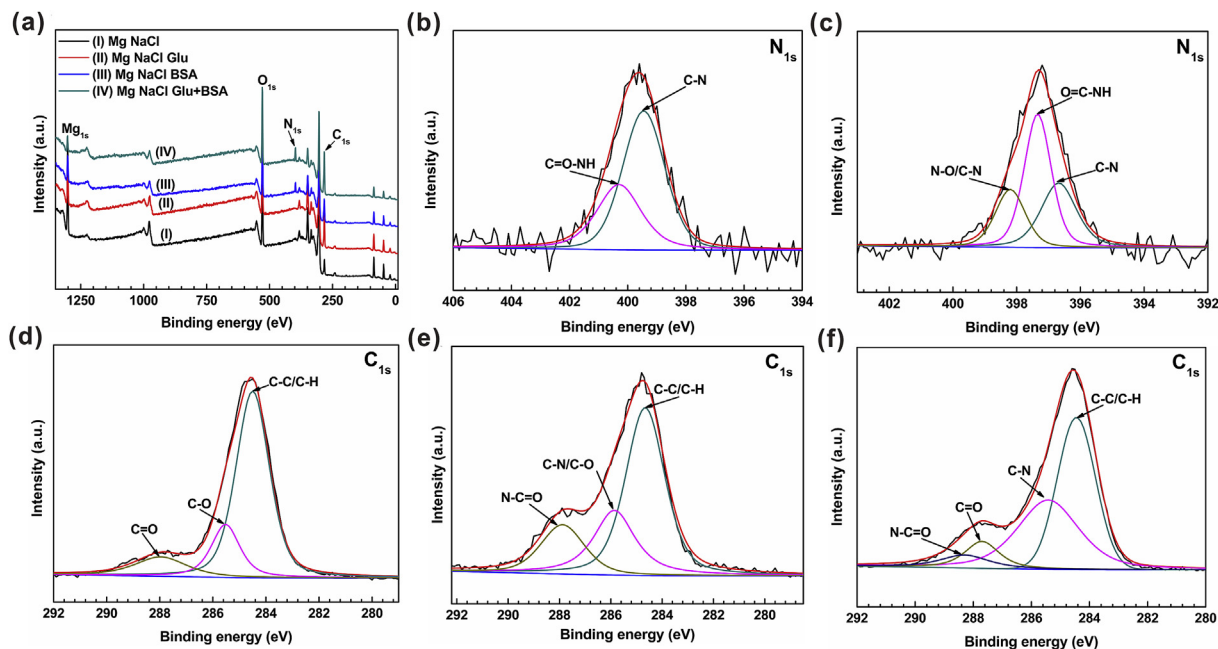 (a)
(I) Mg NaCl
(II) Mg NaCl Glu
(III) Mg NaCl BSA
(IV) Mg NaCl Glu+BSA
Mg1s
O1s
N1s
C1s
(IV)
(III)
(II)
(I)
Intensity (a.u.)
1250 1000 750 500 250 0
Binding energy (eV)
(b)
N1s
C-N
C=O-NH
Intensity (a.u.)
406 404 402 400 398 396 394
Binding energy (eV)
(c)
N1s
O=C-NH
N-O/C-N
C-N
Intensity (a.u.)
402 400 398 396 394 392
Binding energy (eV)
(d)
C1s
C-C/C-H
C-O
C=O
Intensity (a.u.)
292 290 288 286 284 282 280
Binding energy (eV)
(e)
C1s
C-C/C-H
C-N/C-O
N-C=O
Intensity (a.u.)
292 290 288 286 284 282 280
Binding energy (eV)
(f)
C1s
C-C/C-H
C-N
C=O
N-C=O
Intensity (a.u.)
292 290 288 286 284 282 280
Binding energy (eV)